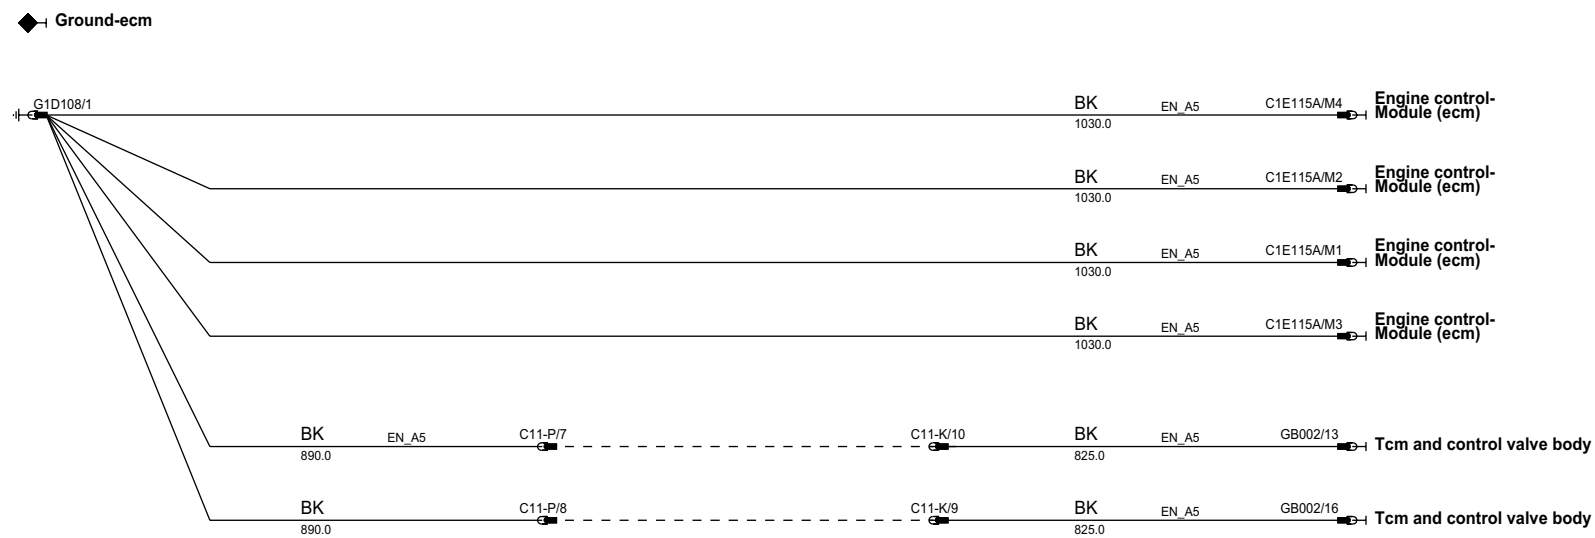 Ground-ecm
G1D108/1
BK EN_A5 C1E115A/M4 Engine control-
1030.0 Module (ecm)
BK EN_A5 C1E115A/M2 Engine control-
1030.0 Module (ecm)
BK EN_A5 C1E115A/M1 Engine control-
1030.0 Module (ecm)
BK EN_A5 C1E115A/M3 Engine control-
1030.0 Module (ecm)
BK EN_A5 C11-P/7 C11-K/10 BK EN_A5 GB002/13 Tcm and control valve body
890.0 825.0
BK C11-P/8 C11-K/9 BK EN_A5 GB002/16 Tcm and control valve body
890.0 825.0